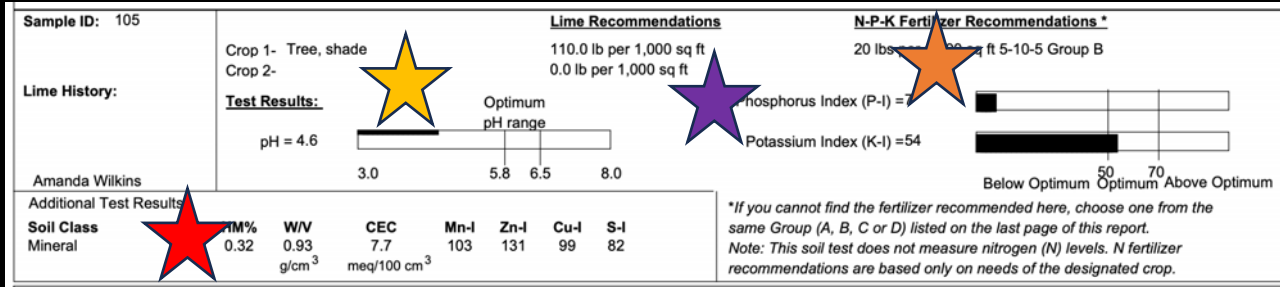 Sample ID: 105
Lime Recommendations
N-P-K Fertilizer Recommendations *
Crop 1- Tree, shade
110.0 lb per 1,000 sq ft
20 lbs sq ft 5-10-5 Group B
Crop 2-
0.0 lb per 1,000 sq ft
Lime History:
Test Results:
Optimum
pH range
Phosphorus Index (P-I) =
pH = 4.6
Potassium Index (K-I) =54
3.0 5.8 6.5 8.0
50 70
Below Optimum Optimum Above Optimum
Amanda Wilkins
Additional Test Results
Soil Class HM% W/V CEC Mn-I Zn-I Cu-I S-I
Mineral 0.32 0.93 7.7 103 131 99 82
g/cm3 meq/100 cm3
*If you cannot find the fertilizer recommended here, choose one from the
same Group (A, B, C or D) listed on the last page of this report.
Note: This soil test does not measure nitrogen (N) levels. N fertilizer
recommendations are based only on needs of the designated crop.